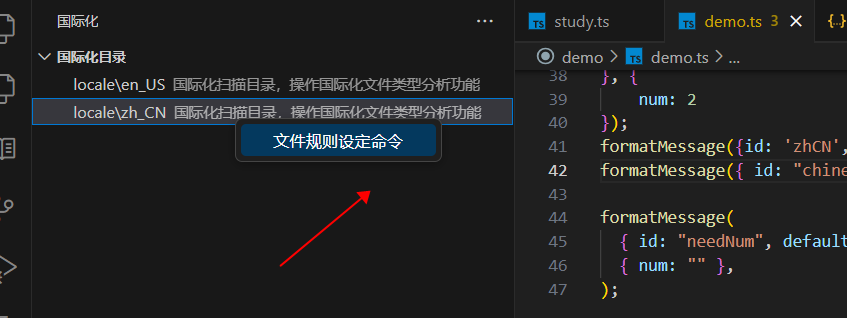 国际化
···
国际化目录
locale\en_US 国际化扫描目录，操作国际化文件类型分析功能
locale\zh_CN 国际化扫描目录，操作国际化文件类型分析功能
文件规则设定命令
study.ts
demo.ts 3
demo > demo.ts > ...
38 }, {
39 num: 2
40 });
41 formatMessage({id: 'zhCN',
42 formatMessage({ id: "chine
43
44 formatMessage(
45 { id: "needNum", default
46 { num: "" },
47 );